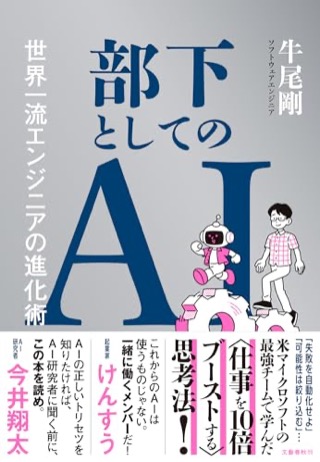 部下
としての
AI
世界一流エンジニアの進化術
牛尾剛
ソフトウェアエンジニア
「失敗を自動化せよ」
「可能性は絞り込む」…
米マイクロソフトの
最強チームで学んだ
〈仕事を10倍
ブーストする〉
思考法!
これからのAIは
使うものじゃない。
一緒に働くメンバーだ!
起業家
けんすう
AIの正しいトリセツを
知りたければ、
AI研究者に聞く前に、
この本を読め。
AI研究者
今井翔太
文藝春秋刊